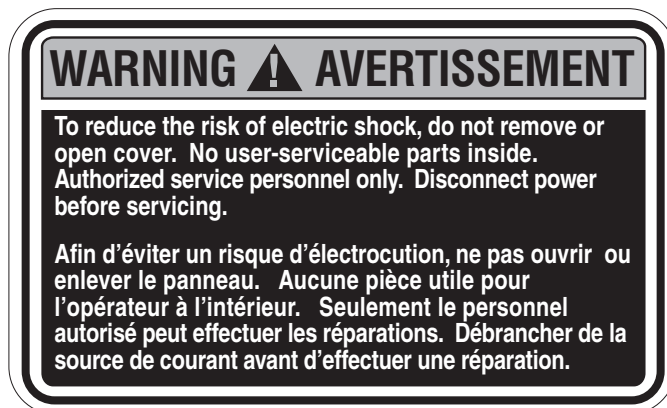 WARNING AVERTISSEMENT
To reduce the risk of electric shock, do not remove or
open cover. No user-serviceable parts inside.
Authorized service personnel only. Disconnect power
before servicing.
Afin d’éviter un risque d’électrocution, ne pas ouvrir ou
enlever le panneau. Aucune pièce utile pour
l’opérateur à l’intérieur. Seulement le personnel
autorisé peut effectuer les réparations. Débrancher de la
source de courant avant d’effectuer une réparation.